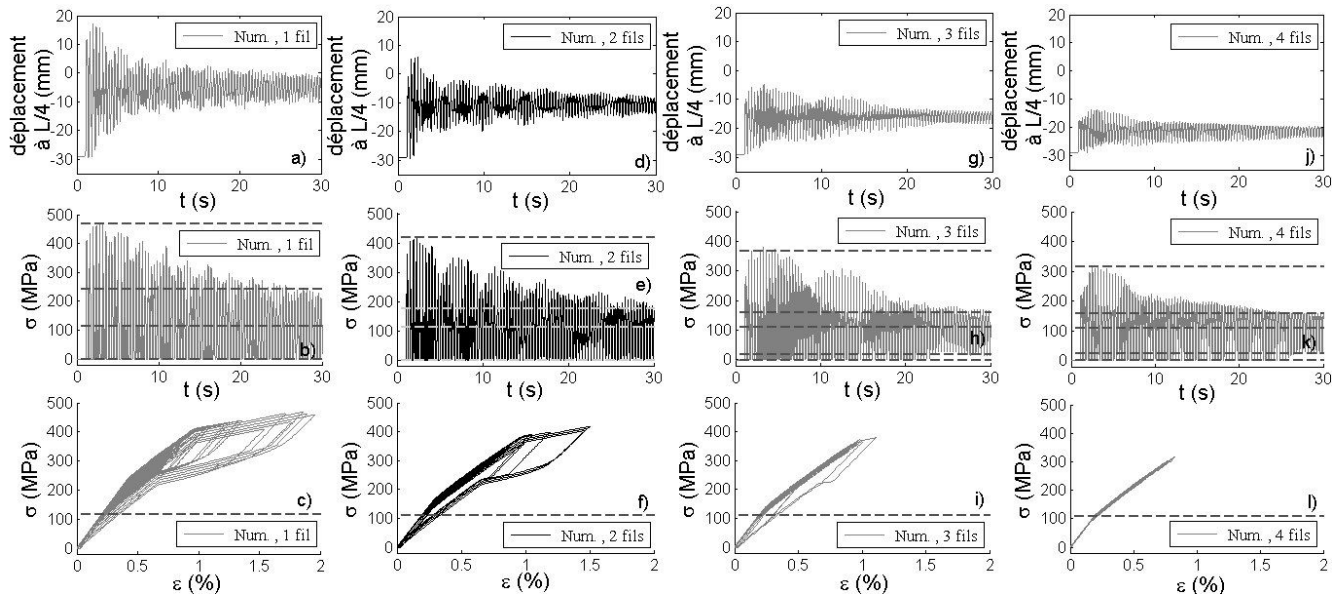 20
10
0
-10
-20
-30
déplacement
à L/4 (mm)
Num. , 1 fil
a)
0 10 20 30
t (s)
20
10
0
-10
-20
-30
déplacement
à L/4 (mm)
Num. , 2 fils
d)
0 10 20 30
t (s)
20
10
0
-10
-20
-30
déplacement
à L/4 (mm)
Num. , 3 fils
g)
0 10 20 30
t (s)
20
10
0
-10
-20
-30
déplacement
à L/4 (mm)
Num. , 4 fils
j)
0 10 20 30
t (s)
500
400
300
200
100
0
σ (MPa)
Num. , 1 fil
b)
0 10 20 30
t (s)
500
400
300
200
100
0
σ (MPa)
Num. , 2 fils
e)
0 10 20 30
t (s)
500
400
300
200
100
0
σ (MPa)
Num. , 3 fils
h)
0 10 20 30
t (s)
500
400
300
200
100
0
σ (MPa)
Num. , 4 fils
k)
0 10 20 30
t (s)
500
400
300
200
100
0
σ (MPa)
c)
Num. , 1 fil
0 0.5 1 1.5 2
ε (%)
500
400
300
200
100
0
σ (MPa)
f)
Num. , 2 fils
0 0.5 1 1.5 2
ε (%)
500
400
300
200
100
0
σ (MPa)
i)
Num. , 3 fils
0 0.5 1 1.5 2
ε (%)
500
400
300
200
100
0
σ (MPa)
l)
Num. , 4 fils
0 0.5 1 1.5 2
ε (%)